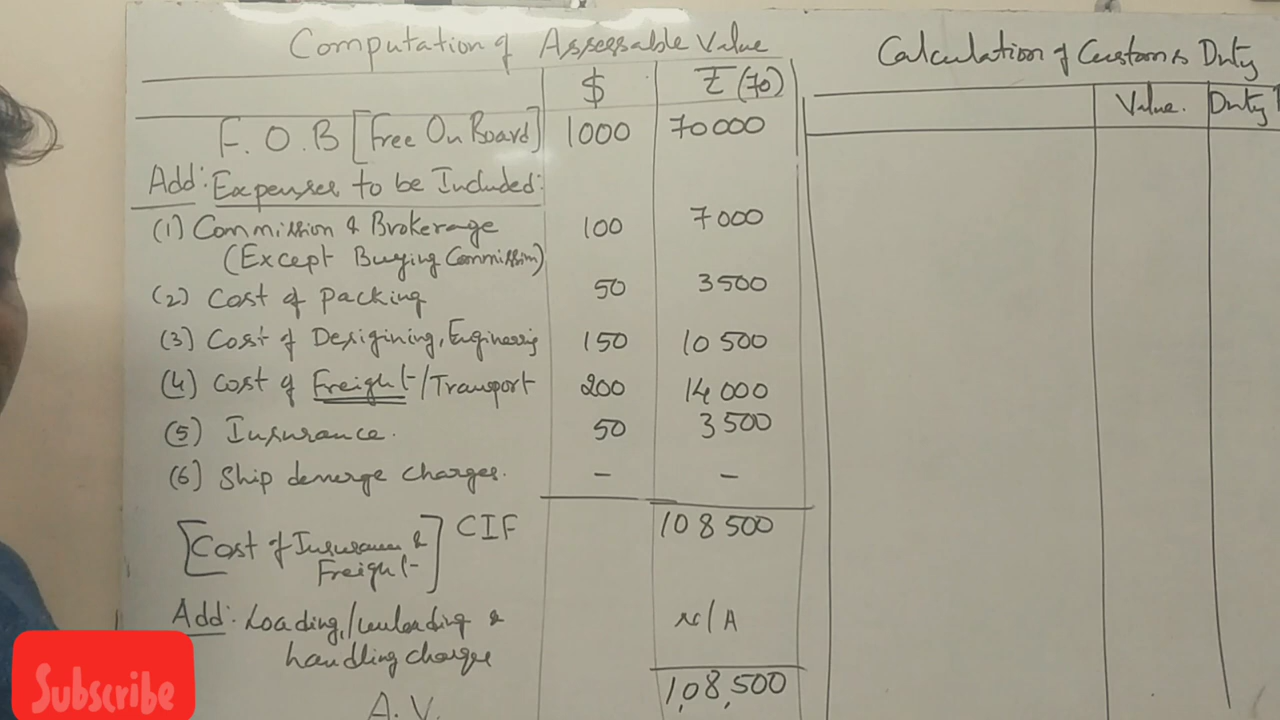 Computation of Assessable Value
$ ₹ (70)
F.O.B [Free On Board] 1000 70000
Add: Expenses to be Included:
(1) Commission & Brokerage 100 7000
(Except Buying Commission)
(2) Cost of packing 50 3500
(3) Cost of Desigining, Engineering 150 10500
(4) Cost of Freight/Transport 200 14000
(5) Insurance. 50 3500
(6) Ship demerge charges. - -
[Cost of Insurance & Freight] CIF 108500
Add: Loading/unloading & N/A
handling charges
A.V. 1,08,500
Calculation of Customs Duty
Value. Duty
Subscribe